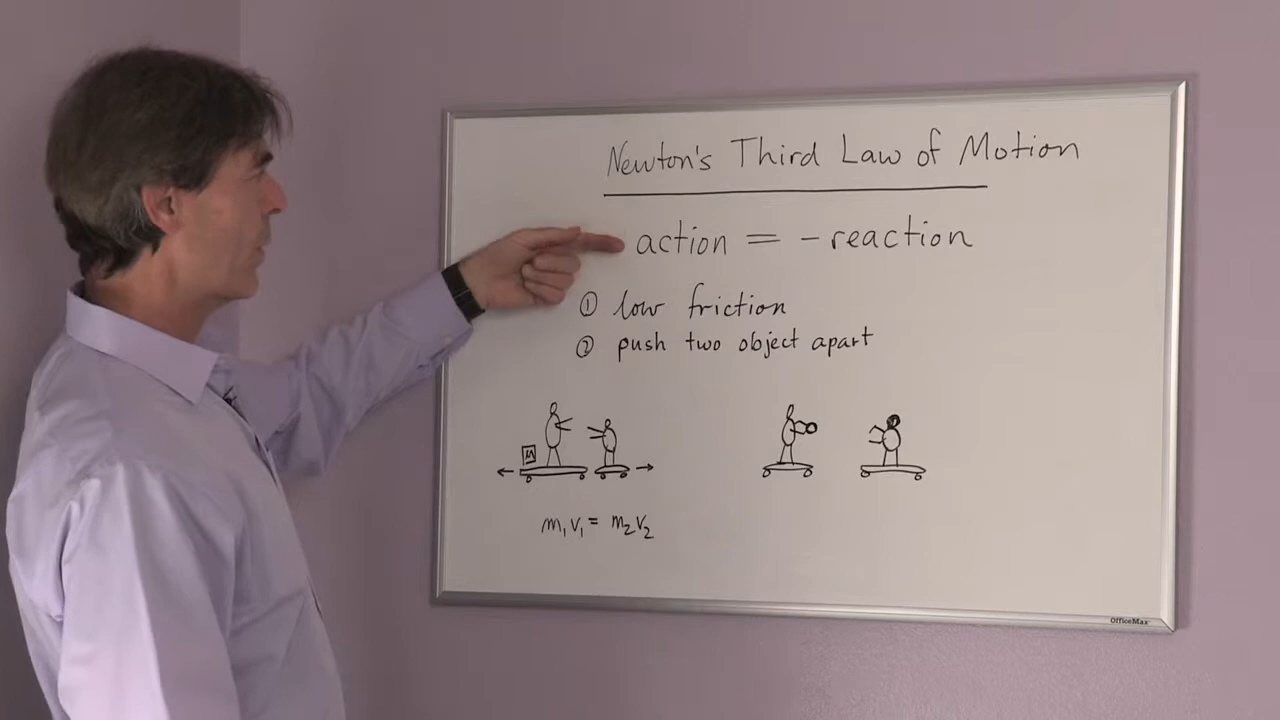 Newton's Third Law of Motion
action = -reaction
① low friction
② push two object apart
M
m₁v₁ = m₂v₂
OfficeMax